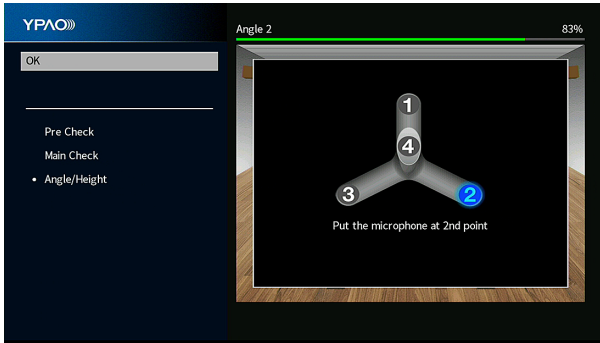 YPAO
OK
Pre Check
Main Check
• Angle/Height
Angle 2
83%
1
4
3
2
Put the microphone at 2nd point